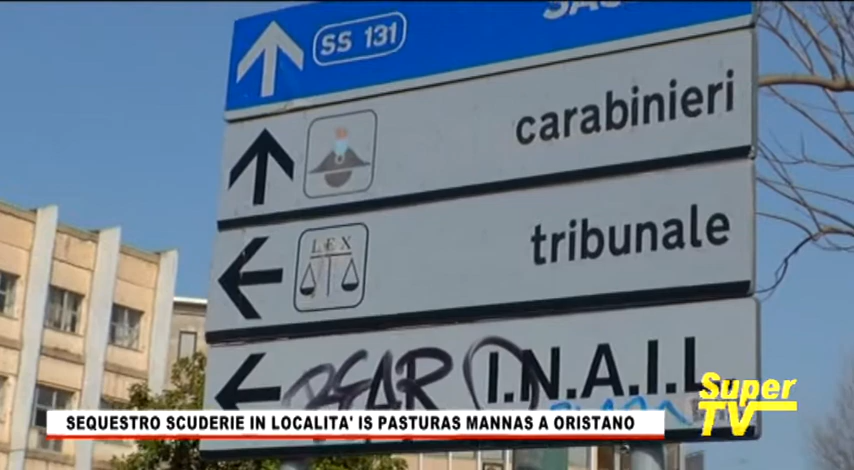 SS 131
carabinieri
LEX
tribunale
I.N.A.I.L.
SEQUESTRO SCUDERIE IN LOCALITA' IS PASTURAS MANNAS A ORISTANO
Super
TV